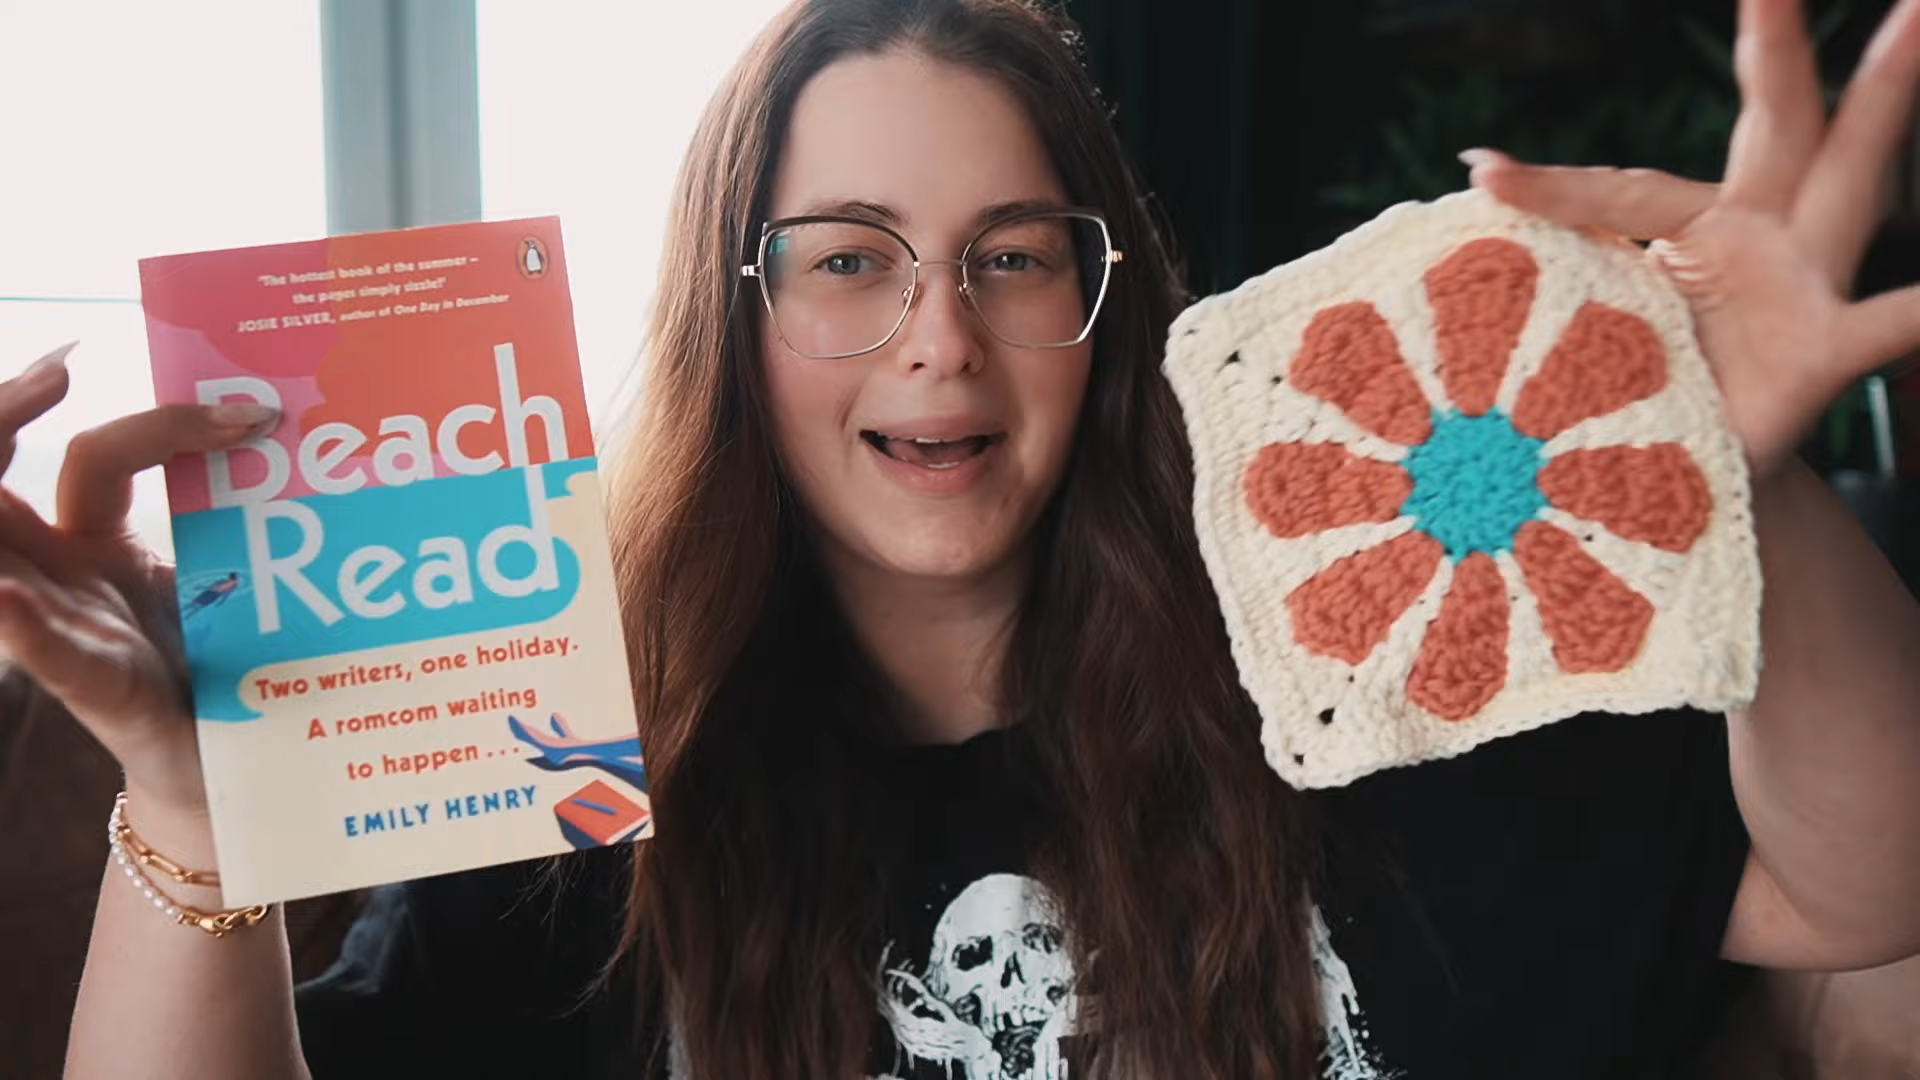 'The hottest book of the summer –
the pages simply sizzle!'
JOSIE SILVER, author of One Day in December
Beach
Read
Two writers, one holiday.
A romcom waiting
to happen ...
EMILY HENRY